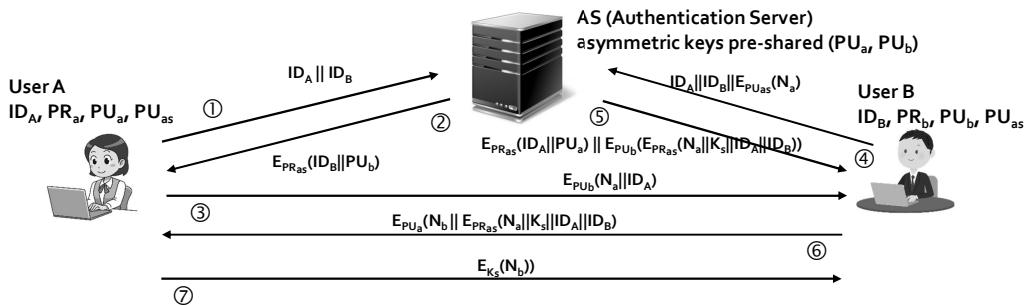 AS (Authentication Server)
asymmetric keys pre-shared (PUa, PUb)
User A
IDA, PRa, PUa, PUas
User B
IDB, PRb, PUb, PUas
① IDA || IDB
② EPRas(IDB||PUb)
③ EPUb(Na||IDA)
④ IDA||IDB||EPUas(Na)
⑤ EPRas(IDA||PUa) || EPUb(EPRas(Na||Ks||IDA||IDB))
⑥ EPUa(Nb || EPRas(Na||Ks||IDA||IDB)
⑦ EKs(Nb))